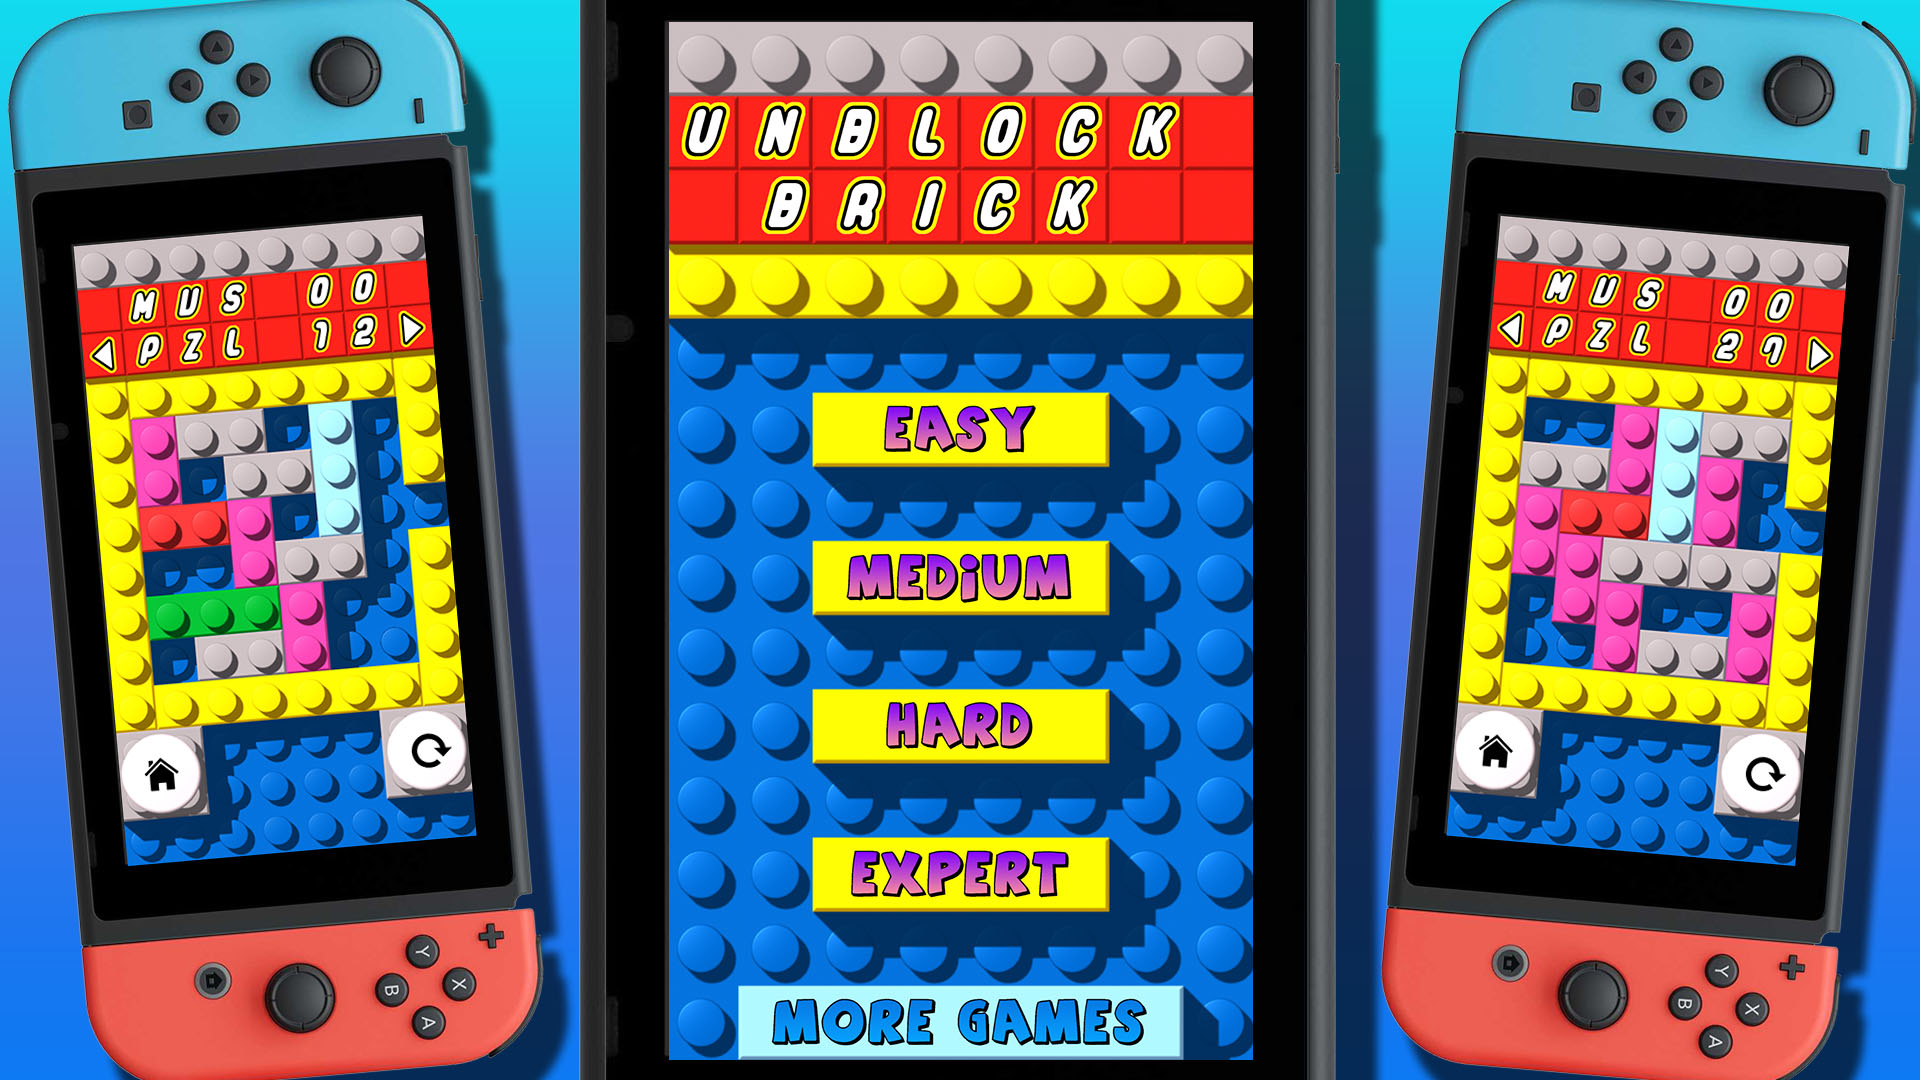 MUS 00
PZL 12
Y
X
B
A
UNBLOCK
BRICK
EASY
MEDiUM
HARD
EXPERT
MORE GAMES
MUS 00
PZL 27
Y
X
B
A